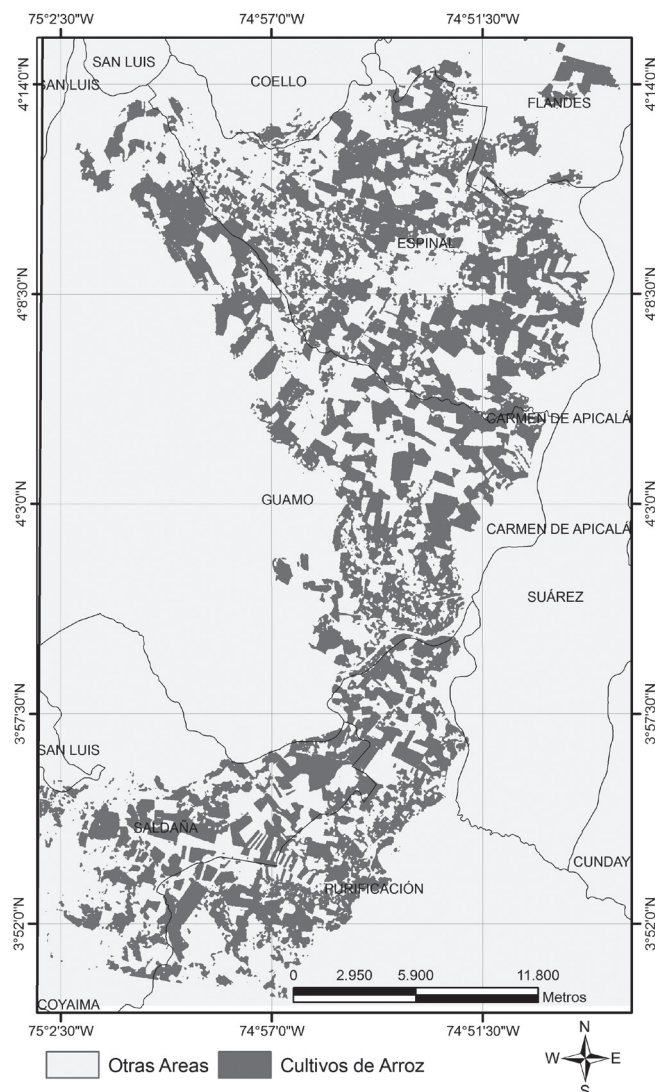 75°2'30"W 74°57'0"W 74°51'30"W
SAN LUIS
COELLO
4°14'0"N SAN LUIS 4°14'0"N
FLANDES
ESPINAL
4°8'30"N 4°8'30"N
CARMEN DE APICALÁ
GUAMO
4°3'0"N 4°3'0"N
CARMEN DE APICALÁ
SUÁREZ
3°57'30"N 3°57'30"N
SAN LUIS
SALDAÑA
CUNDAY
PURIFICACIÓN
3°52'0"N 3°52'0"N
0 2.950 5.900 11.800
Metros
COYAIMA
75°2'30"W 74°57'0"W 74°51'30"W
N
W E
S
Otras Areas Cultivos de Arroz